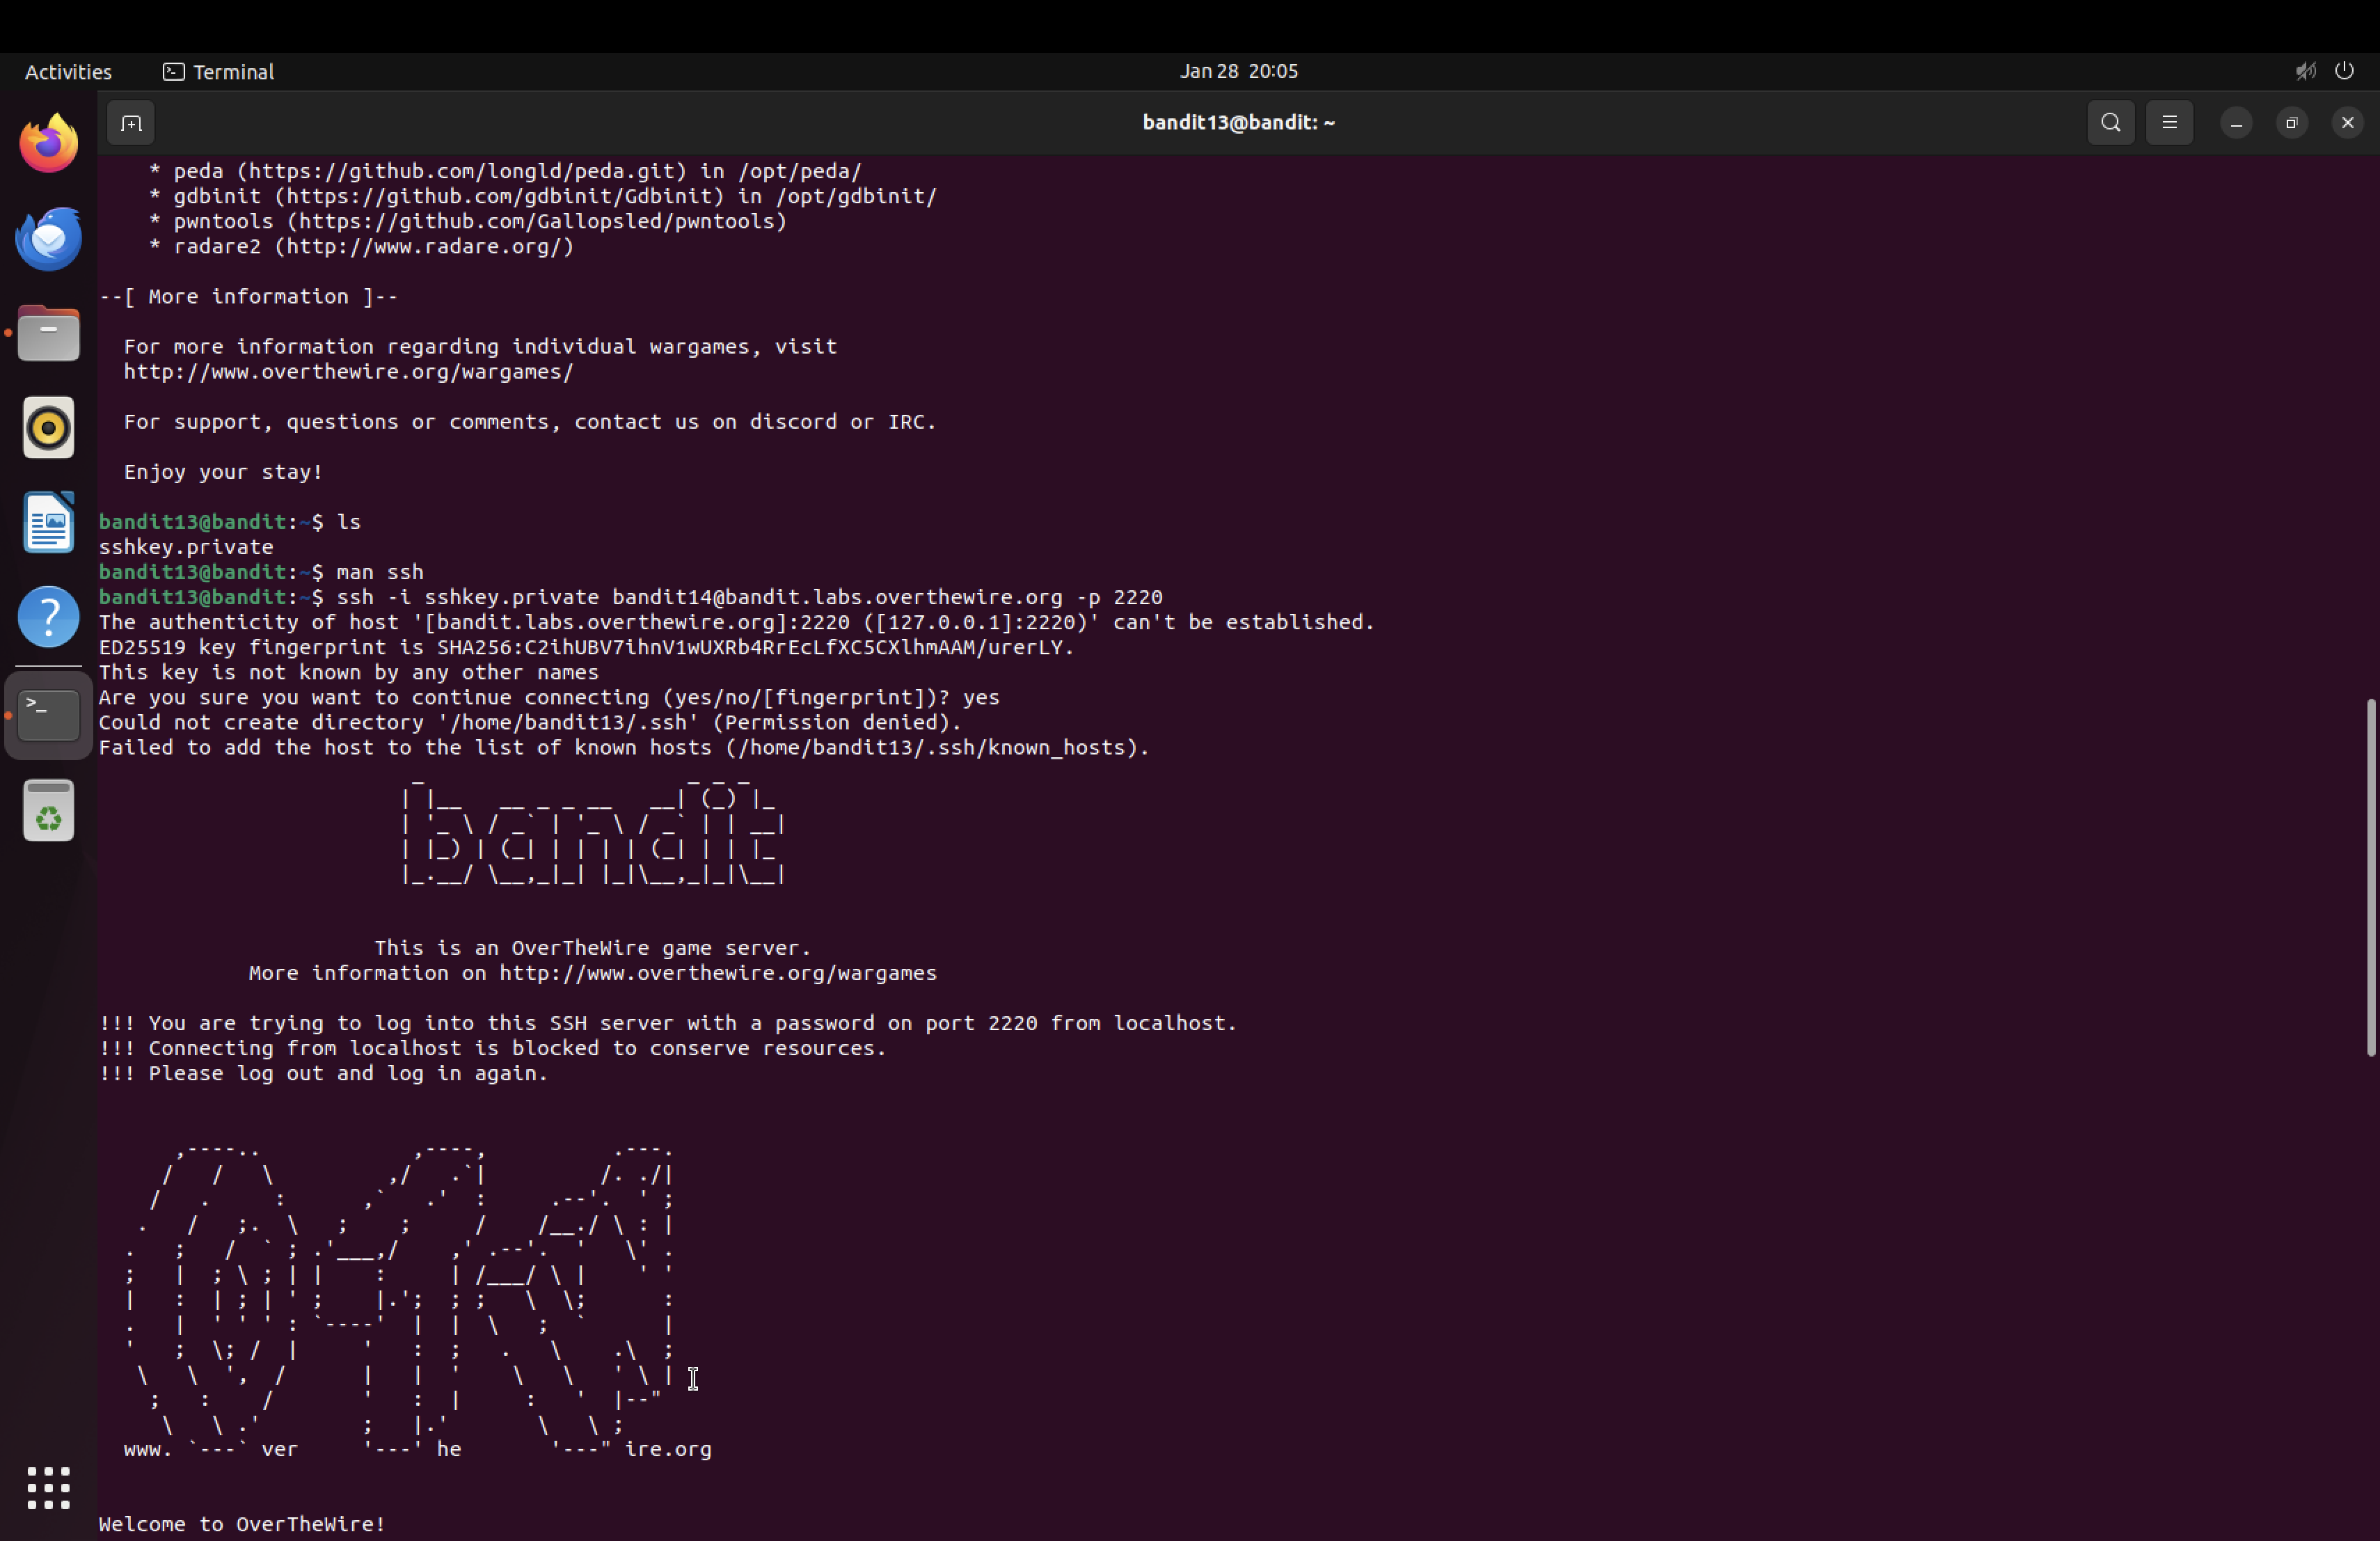 Activities   Terminal   Jan 28  20:05
bandit13@bandit: ~
    * peda (https://github.com/longld/peda.git) in /opt/peda/
    * gdbinit (https://github.com/gdbinit/Gdbinit) in /opt/gdbinit/
    * pwntools (https://github.com/Gallopsled/pwntools)
    * radare2 (http://www.radare.org/)
--[ More information ]--
  For more information regarding individual wargames, visit
  http://www.overthewire.org/wargames/
  For support, questions or comments, contact us on discord or IRC.
  Enjoy your stay!
bandit13@bandit:~$ ls
sshkey.private
bandit13@bandit:~$ man ssh
bandit13@bandit:~$ ssh -i sshkey.private bandit14@bandit.labs.overthewire.org -p 2220
The authenticity of host '[bandit.labs.overthewire.org]:2220 ([127.0.0.1]:2220)' can't be established.
ED25519 key fingerprint is SHA256:C2ihUBV7ihnV1wUXRb4RrEcLfXC5CXlhmAAM/urerLY.
This key is not known by any other names
Are you sure you want to continue connecting (yes/no/[fingerprint])? yes
Could not create directory '/home/bandit13/.ssh' (Permission denied).
Failed to add the host to the list of known hosts (/home/bandit13/.ssh/known_hosts).
bandit
This is an OverTheWire game server.
More information on http://www.overthewire.org/wargames
!!! You are trying to log into this SSH server with a password on port 2220 from localhost.
!!! Connecting from localhost is blocked to conserve resources.
!!! Please log out and log in again.
www. `---` ver     '---' he       '---" ire.org
Welcome to OverTheWire!